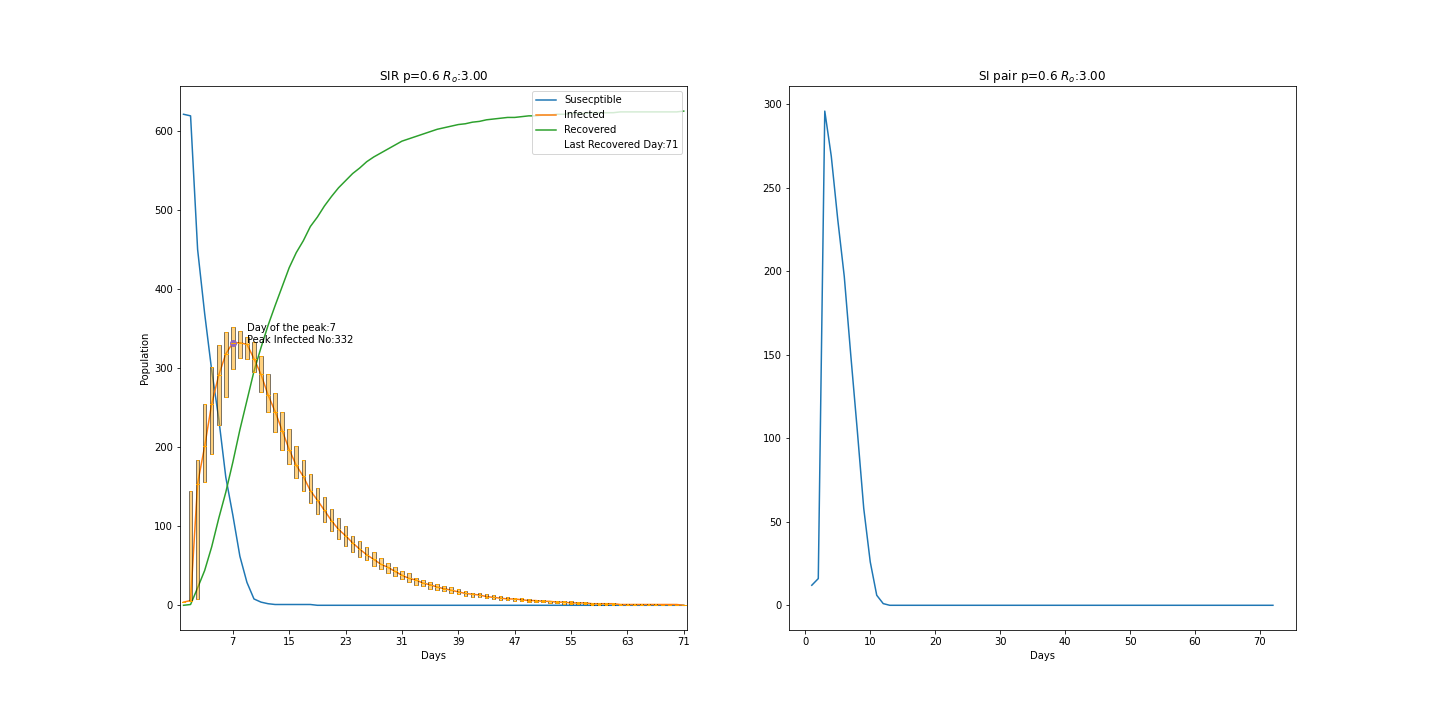 SIR p=0.6 Rₒ:3.00
Susecptible
Infected
Recovered
Last Recovered Day:71
Day of the peak:7
Peak Infected No:332
Population
600
500
400
300
200
100
0
7 15 23 31 39 47 55 63 71
Days
SI pair p=0.6 Rₒ:3.00
300
250
200
150
100
50
0
0 10 20 30 40 50 60 70
Days